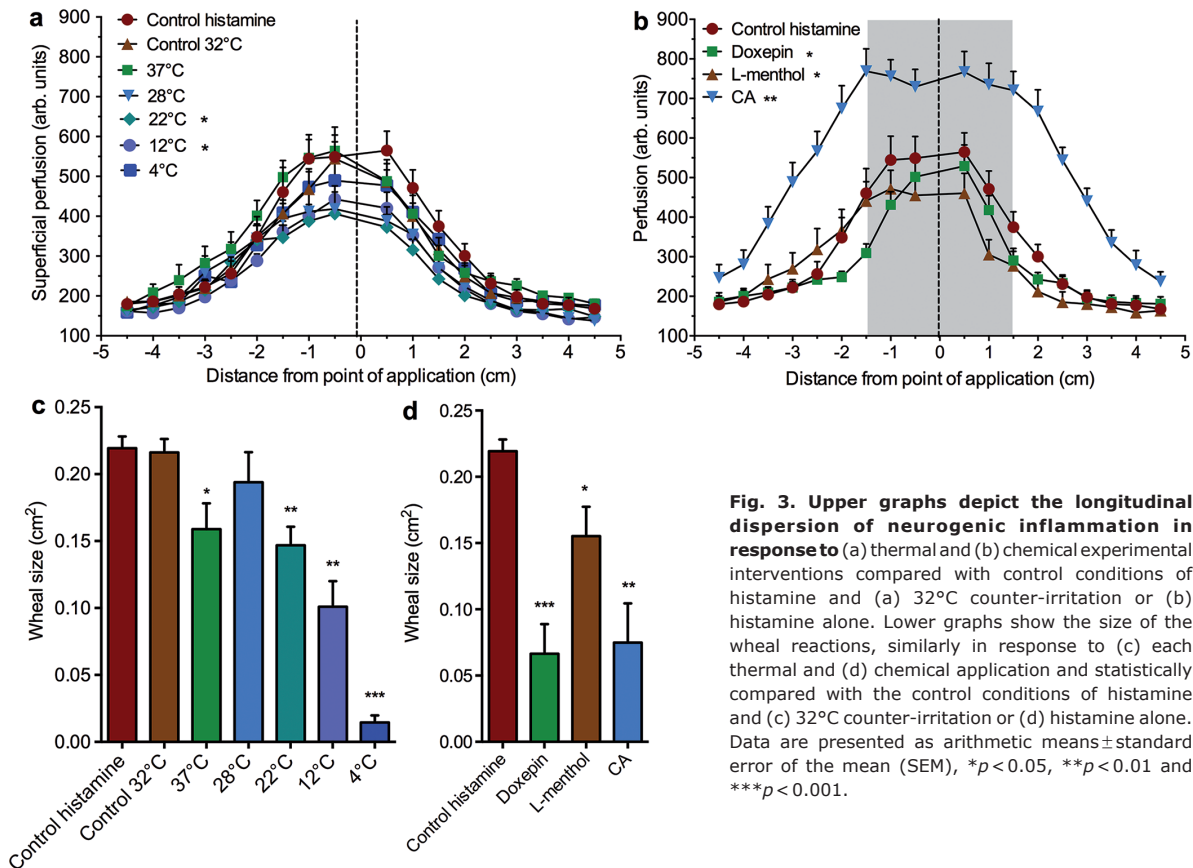 a
900
800
700
600
500
400
300
200
100
Superficial perfusion (arb. units)
Control histamine
Control 32°C
37°C
28°C
22°C *
12°C *
4°C
-5 -4 -3 -2 -1 0 1 2 3 4 5
Distance from point of application (cm)
b
900
800
700
600
500
400
300
200
100
Perfusion (arb. units)
Control histamine
Doxepin *
L-menthol *
CA **
-5 -4 -3 -2 -1 0 1 2 3 4 5
Distance from point of application (cm)
c
0.25
0.20
0.15
0.10
0.05
0.00
Wheal size (cm²)
*
**
**
***
Control histamine
Control 32°C
37°C
28°C
22°C
12°C
4°C
d
0.25
0.20
0.15
0.10
0.05
0.00
Wheal size (cm²)
***
*
**
Control histamine
Doxepin
L-menthol
CA
Fig. 3. Upper graphs depict the longitudinal
dispersion of neurogenic inflammation in
response to (a) thermal and (b) chemical experimental
interventions compared with control conditions of
histamine and (a) 32°C counter-irritation or (b)
histamine alone. Lower graphs show the size of the
wheal reactions, similarly in response to (c) each
thermal and (d) chemical application and statistically
compared with the control conditions of histamine
and (c) 32°C counter-irritation or (d) histamine alone.
Data are presented as arithmetic means±standard
error of the mean (SEM), *p<0.05, **p<0.01 and
***p<0.001.